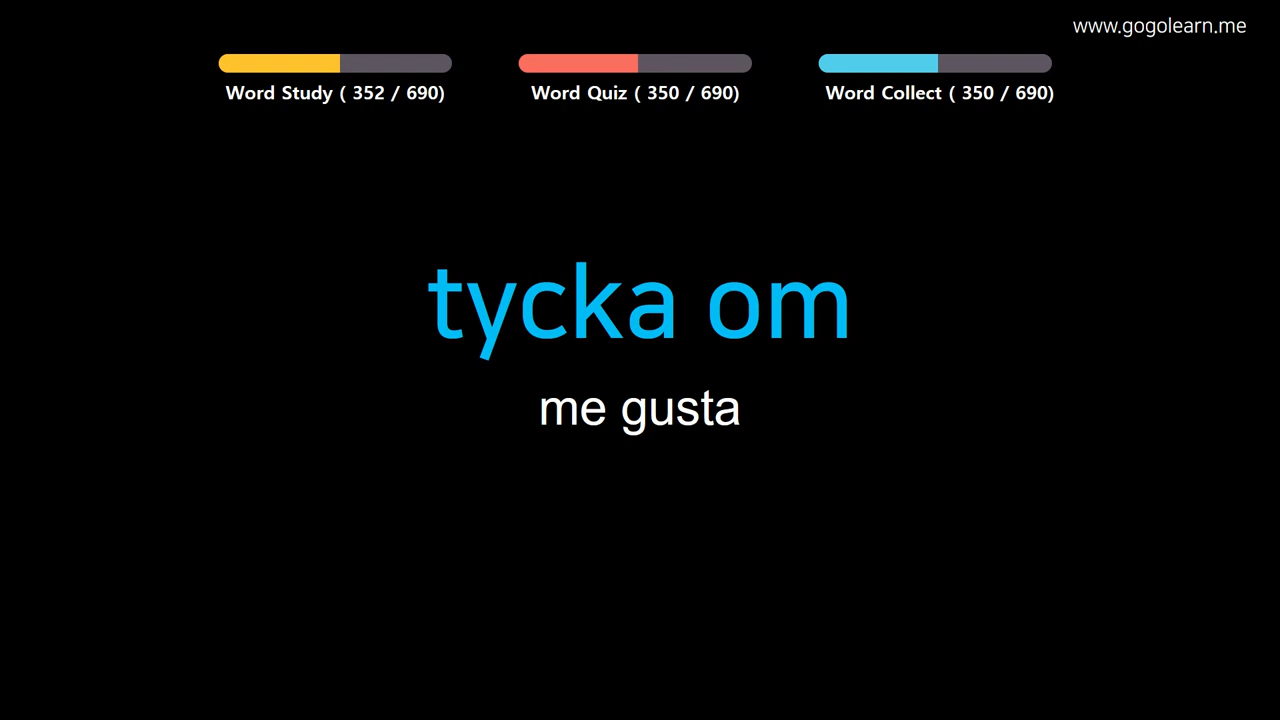 www.gogolearn.me
Word Study ( 352 / 690)
Word Quiz ( 350 / 690)
Word Collect ( 350 / 690)
tycka om
me gusta